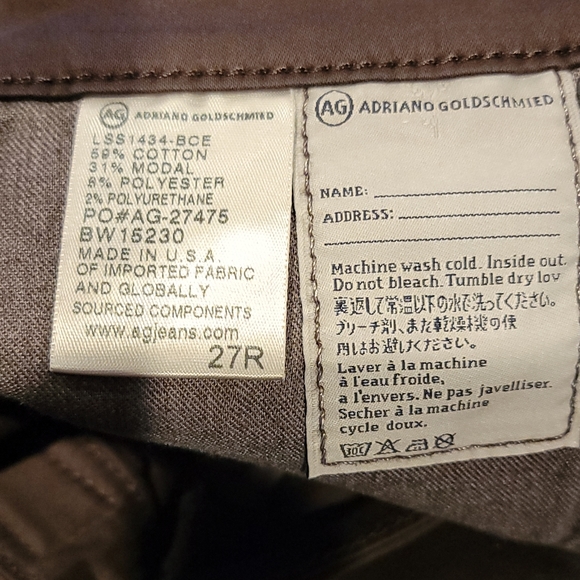 AG ADRIANO GOLDSCHMIED
LSS1434-BCE
59% COTTON
31% MODAL
8% POLYESTER
2% POLYURETHANE
PO#AG-27475
BW15230
MADE IN U.S.A.
OF IMPORTED FABRIC
AND GLOBALLY
SOURCED COMPONENTS
www.agjeans.com
27R
AG ADRIANO GOLDSCHMIED
NAME:
ADDRESS:
Machine wash cold. Inside out.
Do not bleach. Tumble dry low
裏返して常温以下の水で洗ってください。
ブリーチ剤、また乾燥機の使
用はお避けください。
Laver à la machine
à l'eau froide,
a l'envers. Ne pas javelliser.
Secher à la machine
cycle doux.
30C